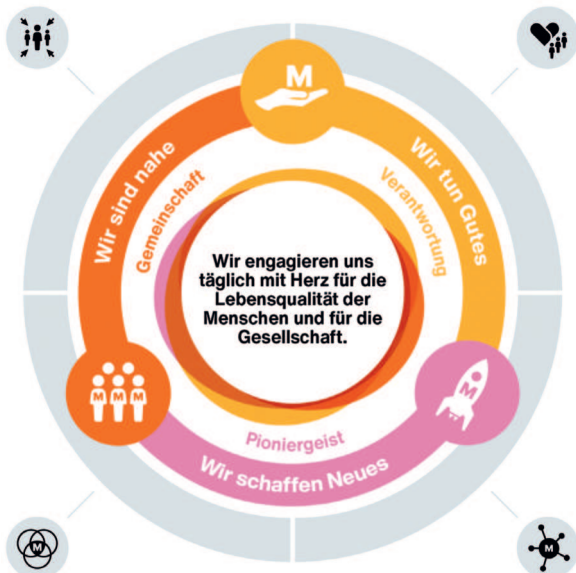 M
Wir sind nahe
Wir tun Gutes
Gemeinschaft
Verantwortung
Wir engagieren uns
täglich mit Herz für die
Lebensqualität der
Menschen und für die
Gesellschaft.
M M M
M
Pioniergeist
Wir schaffen Neues
M
M